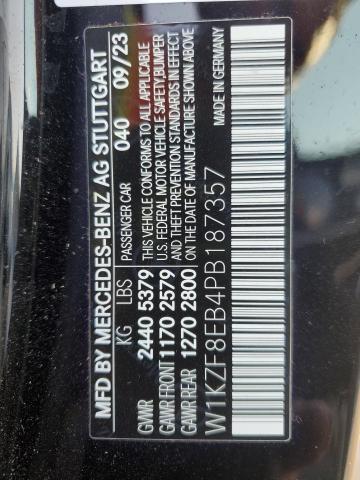 MFD BY MERCEDES-BENZ AG STUTTGART
KG LBS PASSENGER CAR 040 09/23
GVWR 2440 5379 THIS VEHICLE CONFORMS TO ALL APPLICABLE
GAWR FRONT 1170 2579 U.S. FEDERAL MOTOR VEHICLE SAFETY,BUMPER
GAWR REAR 1270 2800 AND THEFT PREVENTION STANDARDS IN EFFECT
ON THE DATE OF MANUFACTURE SHOWN ABOVE
W1KZF8EB4PB187357 MADE IN GERMANY